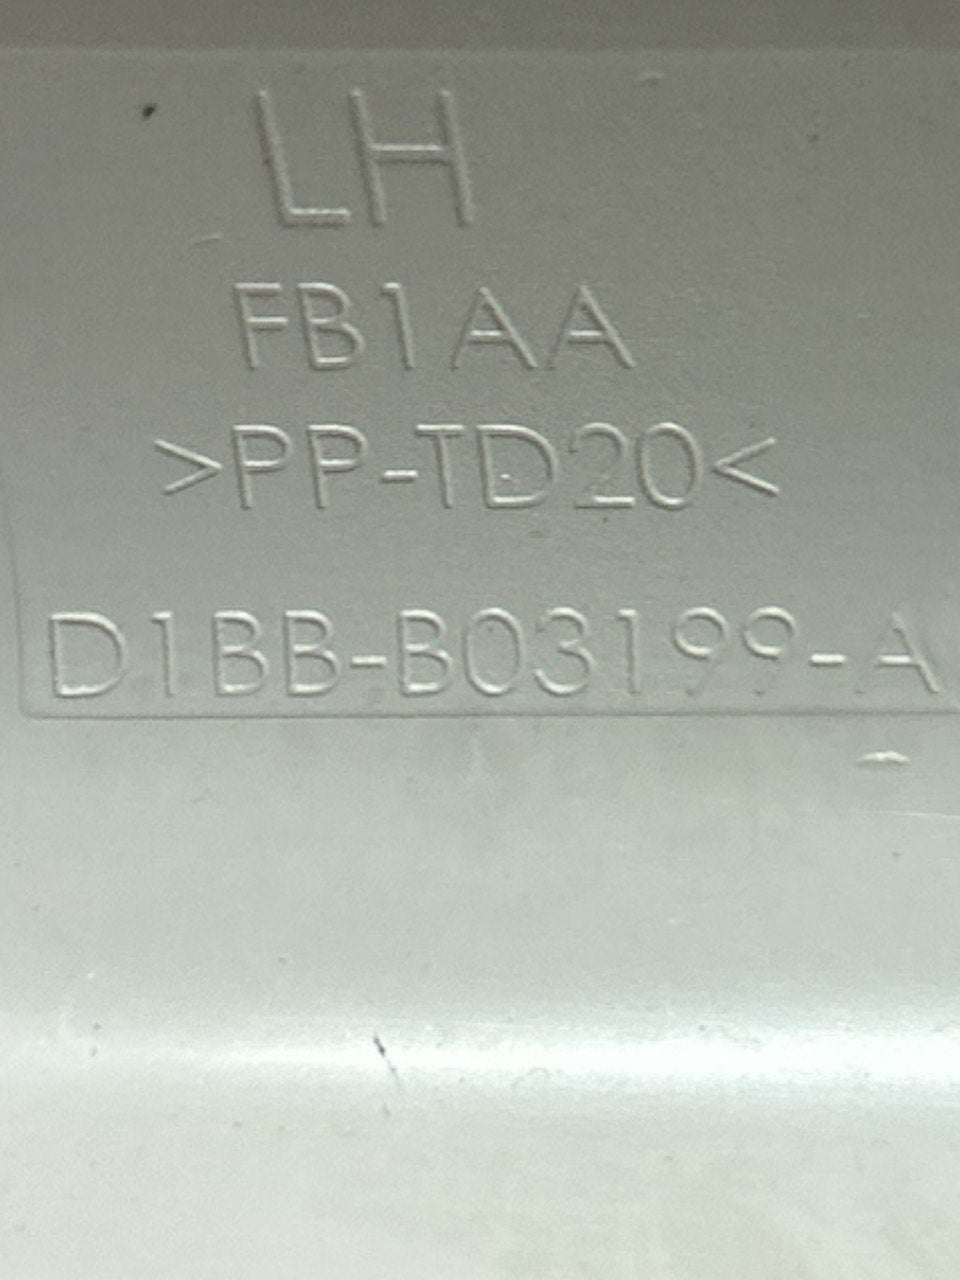 LH
FB1AA
>PP-TD20<
D1BB-B03199-A